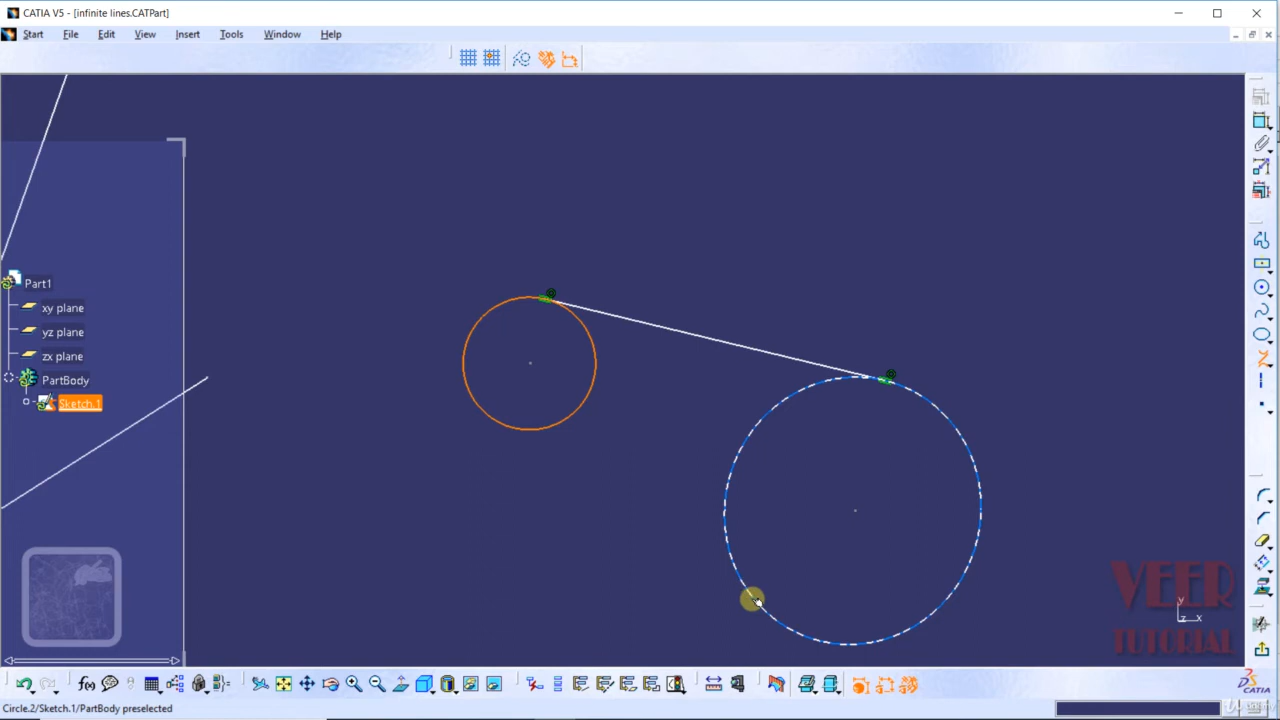 CATIA V5 - [infinite lines.CATPart]
Start File Edit View Insert Tools Window Help
Part1
xy plane
yz plane
zx plane
PartBody
Sketch.1
VEER
TUTORIAL
y
z x
f(x)
CATIA
Circle.2/Sketch.1/PartBody preselected